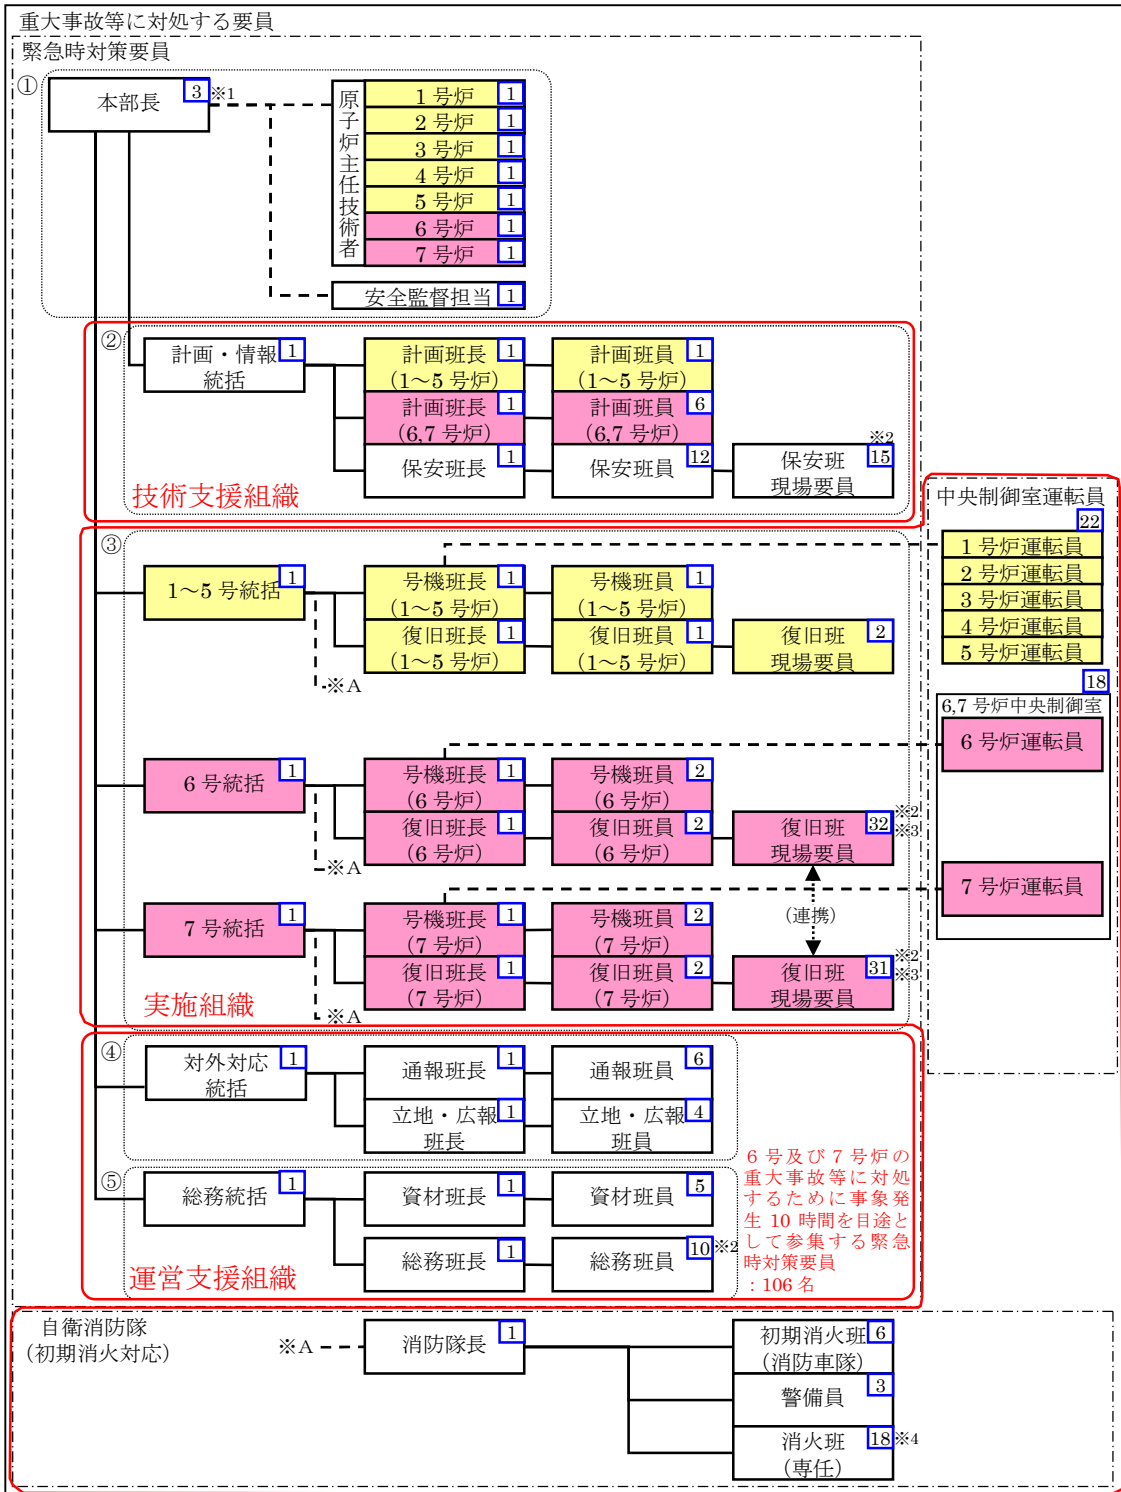 重大事故等に対処する要員
緊急時対策要員
①
本部長
3
※1
原子炉主任技術者
1 号炉
1
2 号炉
1
3 号炉
1
4 号炉
1
5 号炉
1
6 号炉
1
7 号炉
1
安全監督担当
1
②
計画・情報
統括
1
計画班長
(1～5 号炉)
1
計画班員
(1～5 号炉)
1
計画班長
(6,7 号炉)
1
計画班員
(6,7 号炉)
6
保安班長
1
保安班員
12
保安班
現場要員
15
※2
技術支援組織
中央制御室運転員
22
1 号炉運転員
2 号炉運転員
3 号炉運転員
4 号炉運転員
5 号炉運転員
18
6,7 号炉中央制御室
6 号炉運転員
7 号炉運転員
③
1～5 号統括
1
※A
号機班長
(1～5 号炉)
1
号機班員
(1～5 号炉)
1
復旧班長
(1～5 号炉)
1
復旧班員
(1～5 号炉)
1
復旧班
現場要員
2
6 号統括
1
※A
号機班長
(6 号炉)
1
号機班員
(6 号炉)
2
復旧班長
(6 号炉)
1
復旧班員
(6 号炉)
2
復旧班
現場要員
32
※2
※3
(連携)
7 号統括
1
※A
号機班長
(7 号炉)
1
号機班員
(7 号炉)
2
復旧班長
(7 号炉)
1
復旧班員
(7 号炉)
2
復旧班
現場要員
31
※2
※3
実施組織
④
対外対応
統括
1
通報班長
1
通報班員
6
立地・広報
班長
1
立地・広報
班員
4
⑤
総務統括
1
資材班長
1
資材班員
5
総務班長
1
総務班員
10
※2
運営支援組織
6 号及び 7 号炉の
重大事故等に対処
するために事象発
生 10 時間を目途と
して参集する緊急
時対策要員
：106 名
自衛消防隊
(初期消火対応)
※A
消防隊長
1
初期消火班
(消防車隊)
6
警備員
3
消火班
(専任)
18
※4